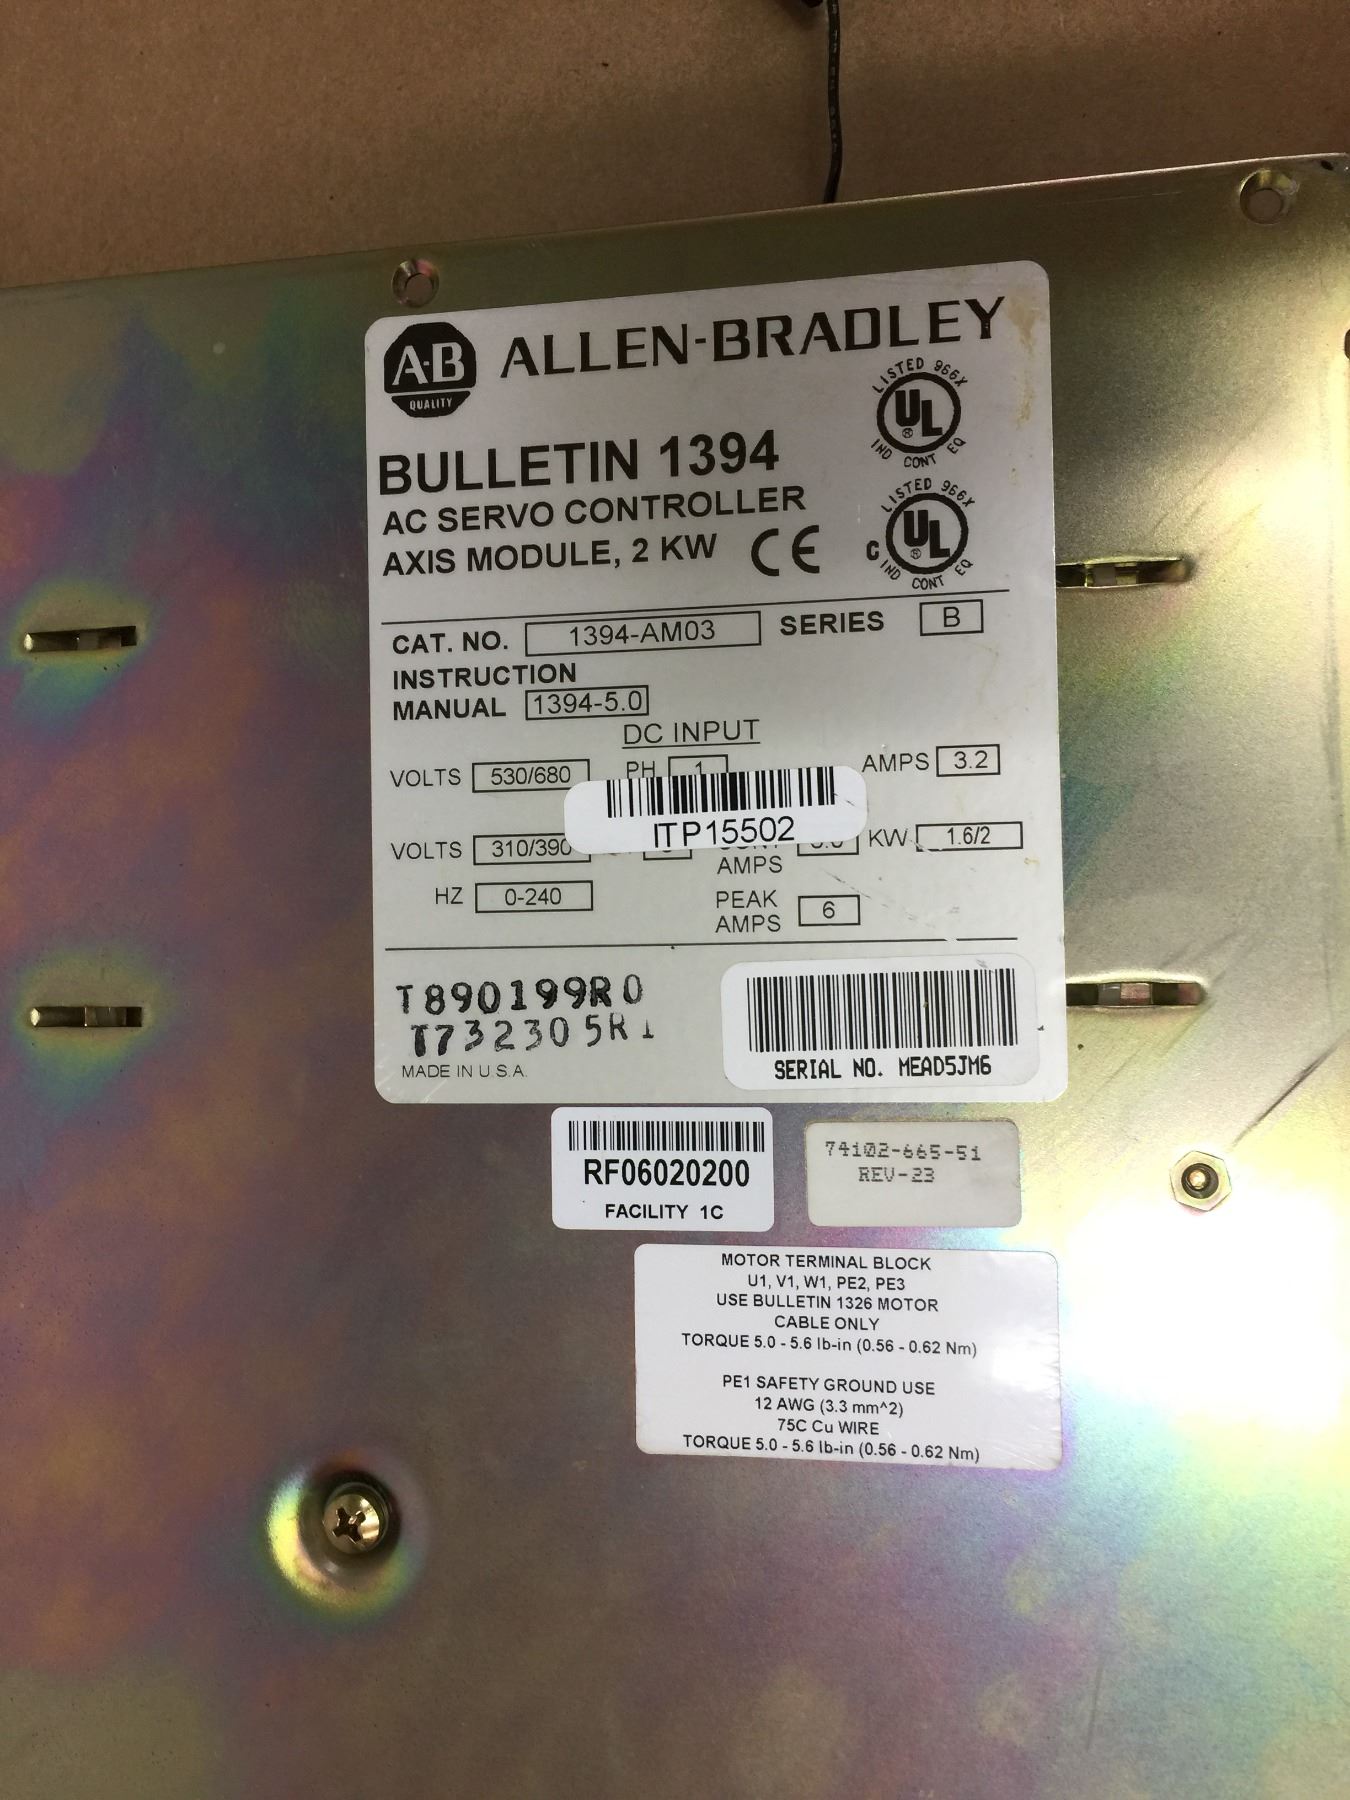 A·B
QUALITY
ALLEN-BRADLEY
LISTED 966X
UL
®
IND CONT EQ
BULLETIN 1394
AC SERVO CONTROLLER
AXIS MODULE, 2 KW
CE
LISTED 966X
C UL
®
IND CONT EQ
CAT. NO. 1394-AM03 SERIES B
INSTRUCTION
MANUAL 1394-5.0
DC INPUT
VOLTS 530/680 PH 1 AMPS 3.2
ITP15502
VOLTS 310/390 KW 1.6/2
AMPS
HZ 0-240 PEAK
AMPS 6
T890199R0
T732305R1
MADE IN U.S.A.
SERIAL NO. MEAD5JM6
RF06020200
FACILITY 1C
74102-665-51
REV-23
MOTOR TERMINAL BLOCK
U1, V1, W1, PE2, PE3
USE BULLETIN 1326 MOTOR
CABLE ONLY
TORQUE 5.0 - 5.6 lb-in (0.56 - 0.62 Nm)
PE1 SAFETY GROUND USE
12 AWG (3.3 mm^2)
75C Cu WIRE
TORQUE 5.0 - 5.6 lb-in (0.56 - 0.62 Nm)